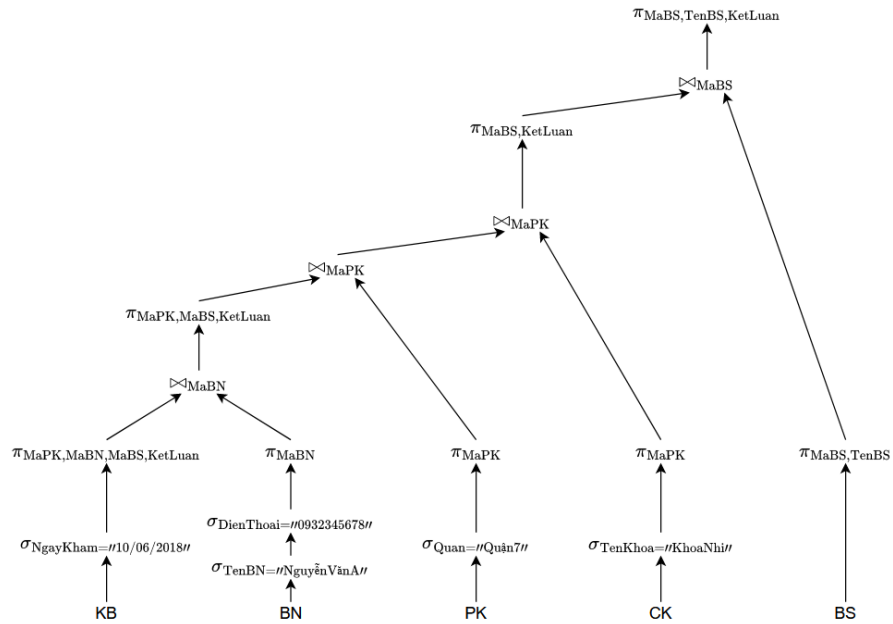 π MaBS,TenBS,KetLuan
⋈ MaBS
π MaBS,KetLuan
⋈ MaPK
⋈ MaPK
π MaPK,MaBS,KetLuan
⋈ MaBN
π MaPK,MaBN,MaBS,KetLuan
π MaBN
π MaPK
π MaPK
π MaBS,TenBS
σ DienThoai="0932345678"
σ NgayKham="10/06/2018"
σ Quan="Quận7"
σ TenKhoa="KhoaNhi"
σ TenBN="NguyễnVănA"
KB
BN
PK
CK
BS